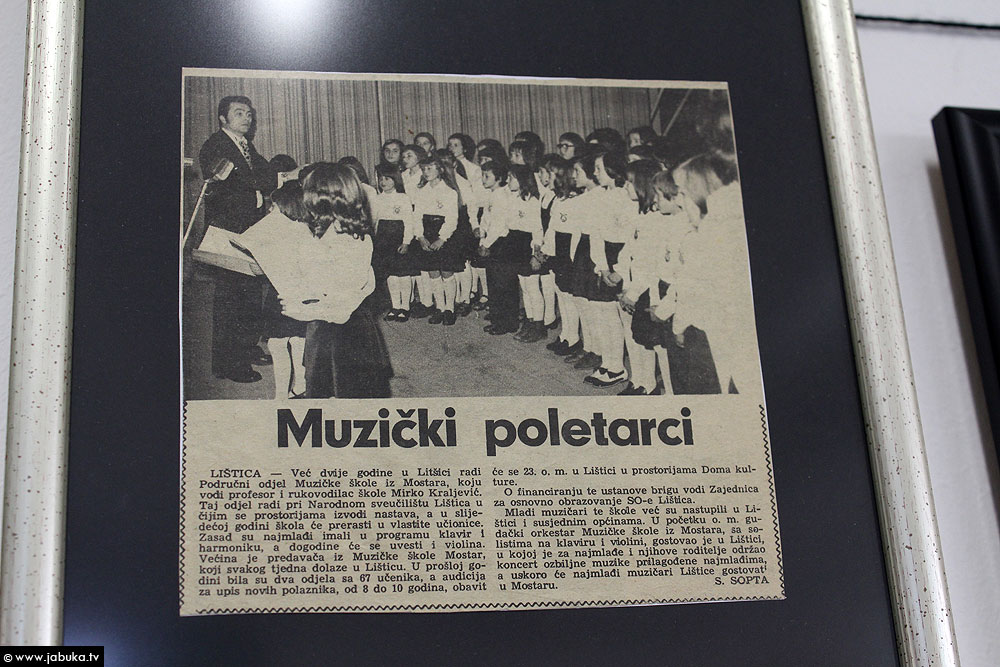 Muzički poletarci
LIŠTICA — Već dvije godine u Litšici radi
Područni odjel Muzičke škole iz Mostara, koju
vodi profesor i rukovodilac škole Mirko Kraljević.
Taj odjel radi pri Narodnom sveučilištu Lištica u
čijim se prostorijama izvodi nastava, a u slije-
dećoj godini škola će prerasti u vlastite učionice.
Zasad su najmlađi imali u programu klavir i
harmoniku, a dogodine će se uvesti i violina.
Većina je predavača iz Muzičke škole Mostar,
koji svakog tjedna dolaze u Lišticu. U prošloj go-
dini bila su dva odjela sa 67 učenika, a audicija
za upis novih polaznika, od 8 do 10 godina, obavit
će se 23. o. m. u Lištici u prostorijama Doma kul-
ture.
O financiranju te ustanove brigu vodi Zajednica
za osnovno obrazovanje SO-e Lištica.
Mladi muzičari te škole već su nastupili u Li-
štici i susjednim općinama. U početku o. m. gu-
dački orkestar Muzičke škole iz Mostara, sa so-
listima na klaviru i violini, gostovao je u Lištici,
u kojoj je za najmlađe i njihove roditelje održao
koncert ozbiljne muzike prilagođene najmlađima,
a uskoro će najmlađi muzičari Lištice gostovati
u Mostaru.
S. SOPTA
© www.jabuka.tv